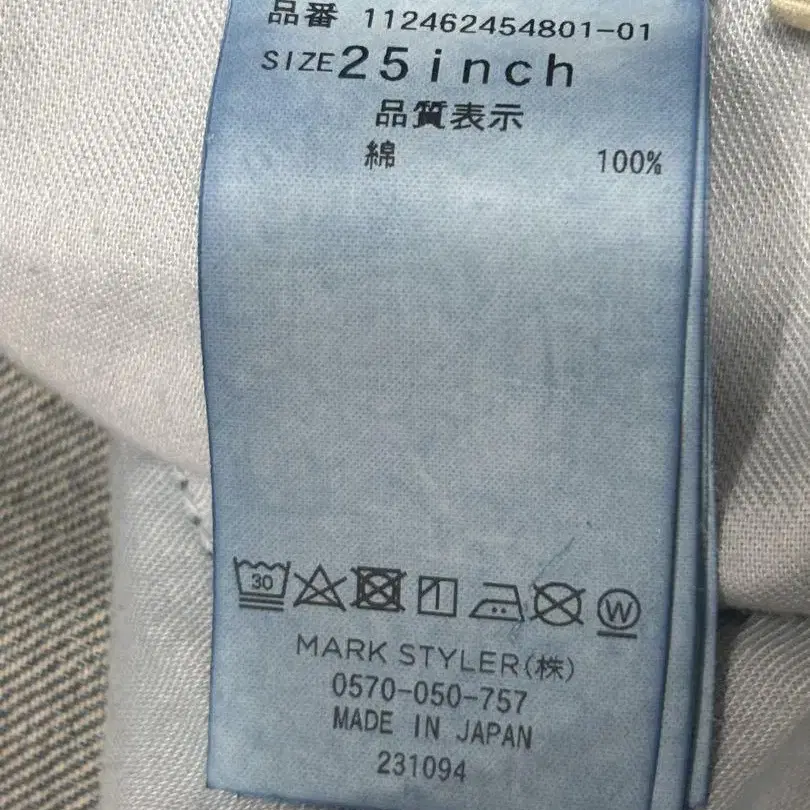 品番 112462454801-01
SIZE 25inch
品質表示
綿 100%
30
W
MARK STYLER(株)
0570-050-757
MADE IN JAPAN
231094